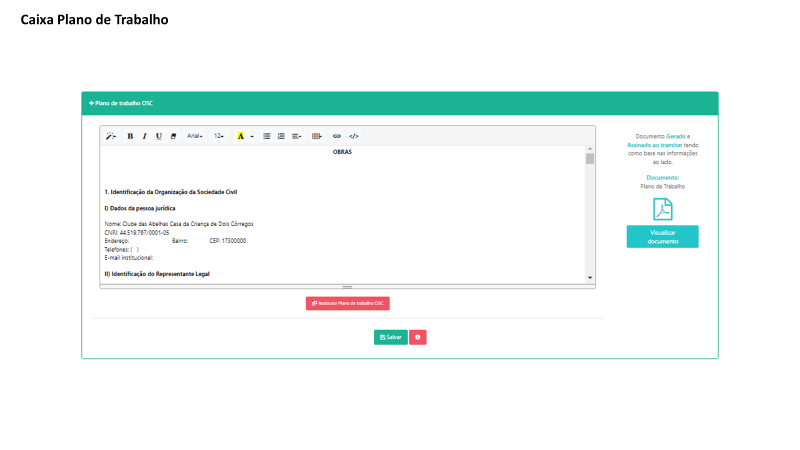 Caixa Plano de Trabalho
Plano de trabalho OSC
B I U Arial 12 A </>
OBRAS
1. Identificação da Organização da Sociedade Civil
I) Dados da pessoa jurídica
Nome: Clube das Abelhas Casa da Criança de Dois Córregos
CNPJ: 44.519.767/0001-05
Endereço: Bairro: CEP: 17300000
Telefones: ( )
E-mail institucional:
II) Identificação do Representante Legal
Restaurar Plano de trabalho OSC
Salvar
Documento Gerado e
Assinado ao tramitar tendo
como base nas informações
ao lado.
Documento:
Plano de Trabalho
Visualizar
documento